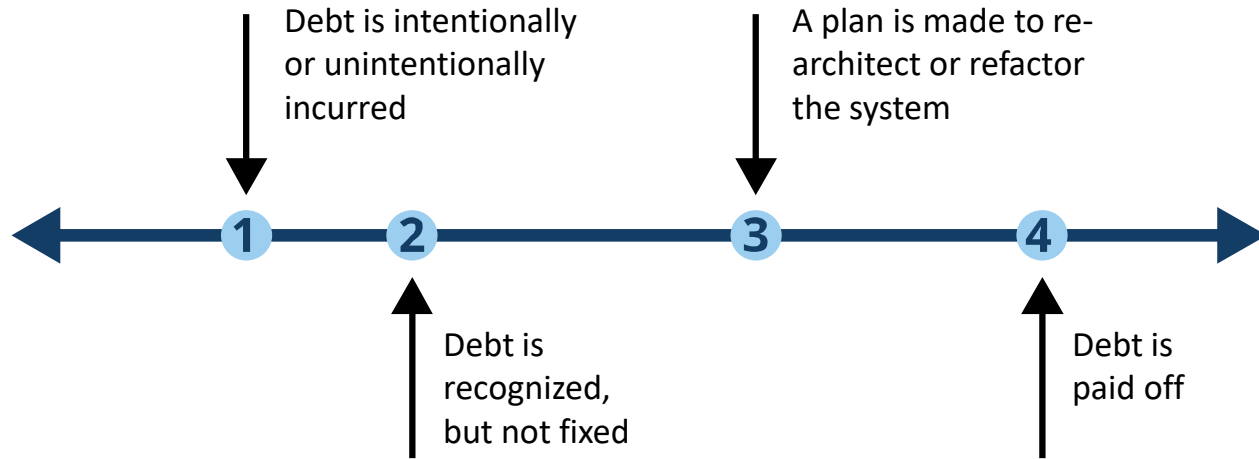 Debt is intentionally
or unintentionally
incurred
A plan is made to re-
architect or refactor
the system
1
2
3
4
Debt is
recognized,
but not fixed
Debt is
paid off